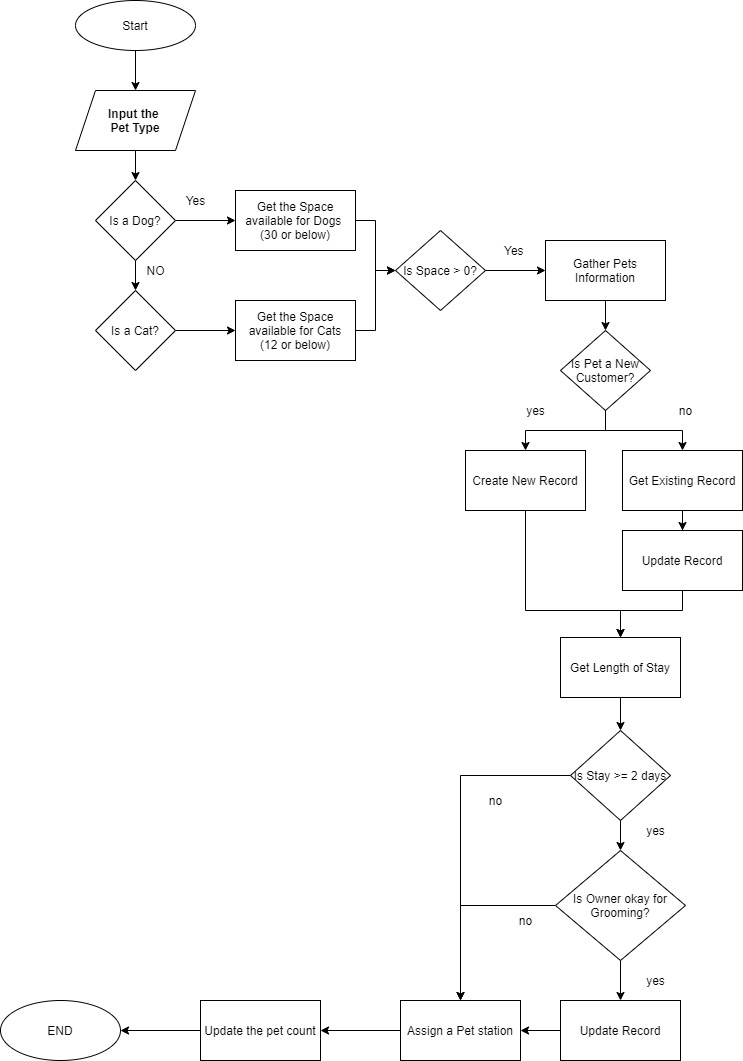 Start
Input the
Pet Type
Is a Dog?
Yes
Get the Space
available for Dogs
(30 or below)
NO
Is a Cat?
Get the Space
available for Cats
(12 or below)
Is Space > 0?
Yes
Gather Pets
Information
Is Pet a New
Customer?
yes
no
Create New Record
Get Existing Record
Update Record
Get Length of Stay
Is Stay >= 2 days
no
yes
Is Owner okay for
Grooming?
no
yes
Update Record
Assign a Pet station
Update the pet count
END